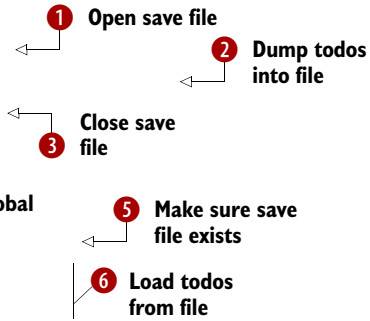 1 Open save file
2 Dump todos
into file
Close save
3 file
obal
5 Make sure save
file exists
6 Load todos
from file